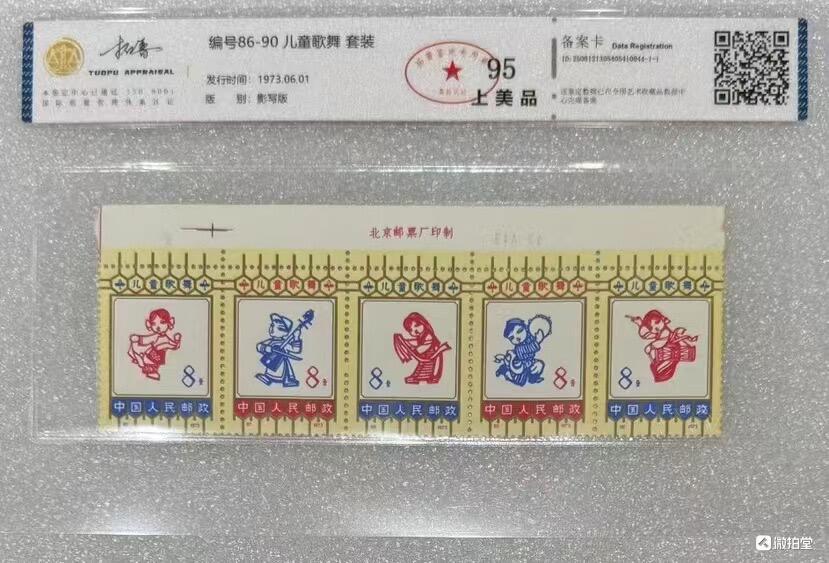 编号86-90 儿童歌舞 套装
TUOPU APPRAISAL
发行时间：1973.06.01
版 别：影写版
95
上美品
备案卡 Data Registration
北京邮票厂印制
儿童歌舞
儿童歌舞
儿童歌舞
儿童歌舞
儿童歌舞
8分
8分
8分
8分
8分
中国人民邮政
中国人民邮政
中国人民邮政
中国人民邮政
中国人民邮政
1973
1973
1973
1973
1973
微拍堂